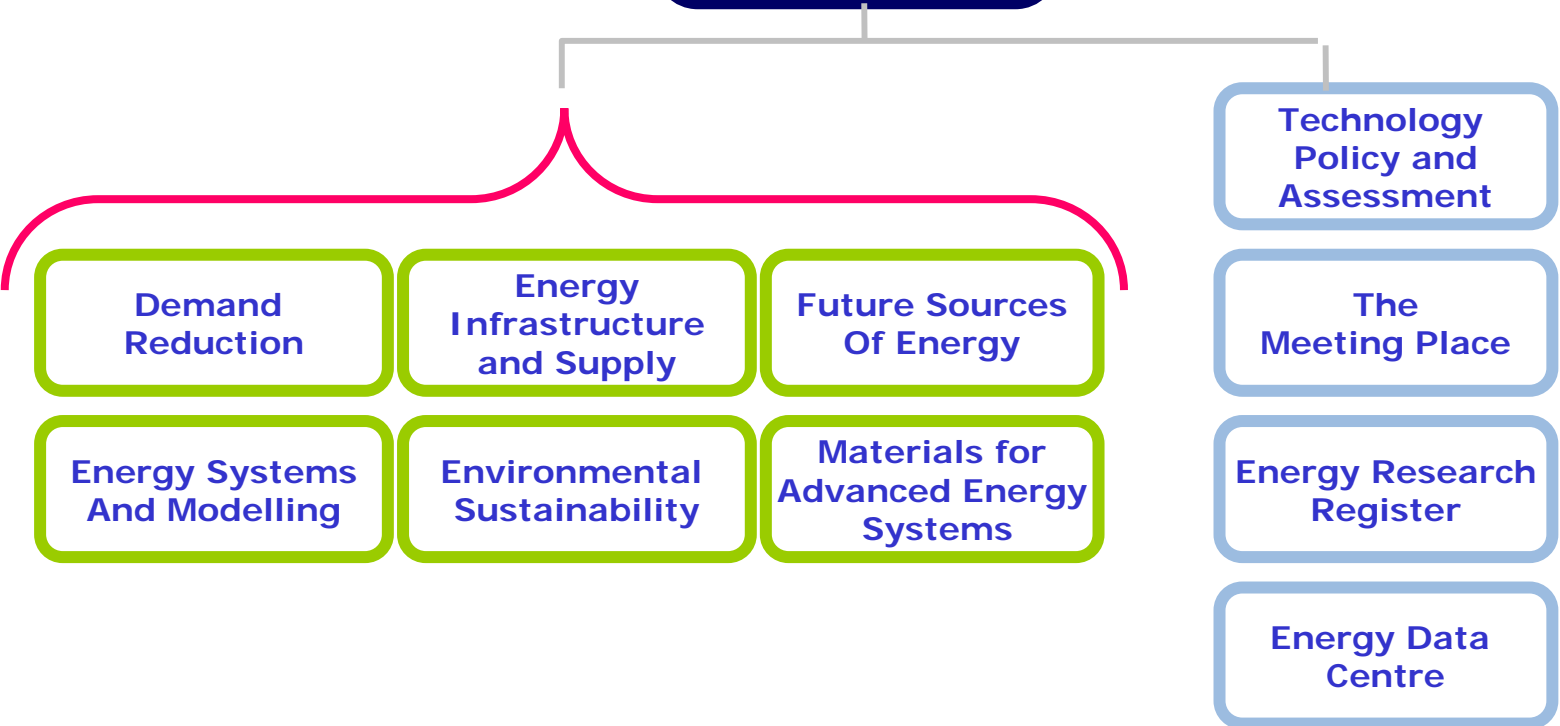 Technology
Policy and
Assessment
Demand
Reduction
Energy
Infrastructure
and Supply
Future Sources
Of Energy
The
Meeting Place
Energy Systems
And Modelling
Environmental
Sustainability
Materials for
Advanced Energy
Systems
Energy Research
Register
Energy Data
Centre